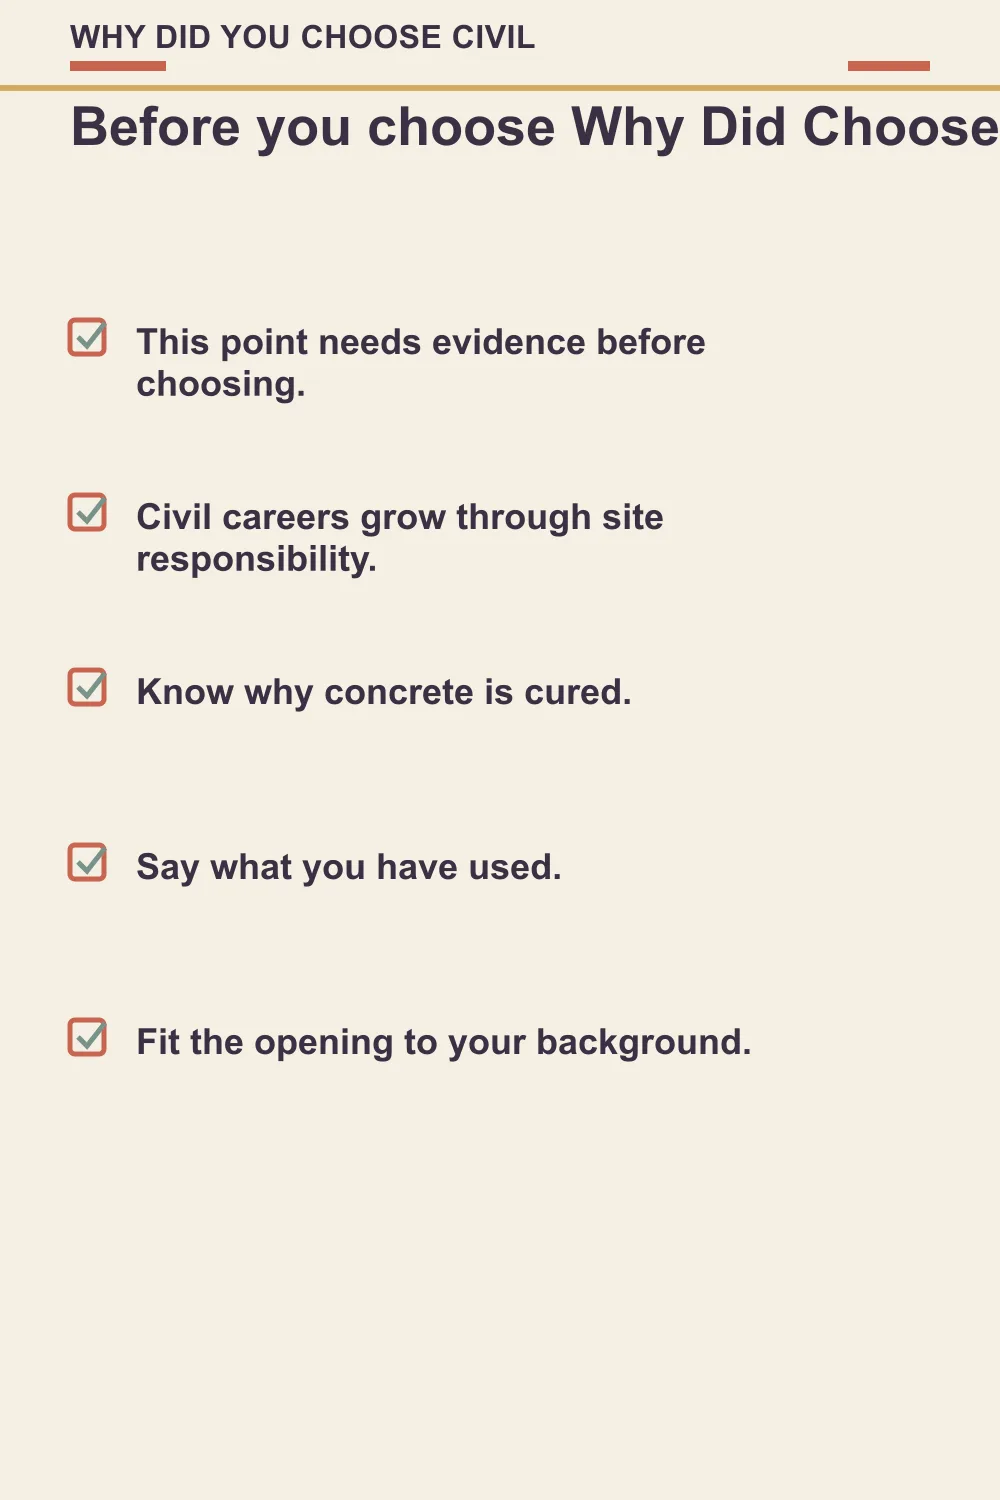 WHY DID YOU CHOOSE CIVIL
Before you choose Why Did Choose
This point needs evidence before
choosing.
Civil careers grow through site
responsibility.
Know why concrete is cured.
Say what you have used.
Fit the opening to your background.